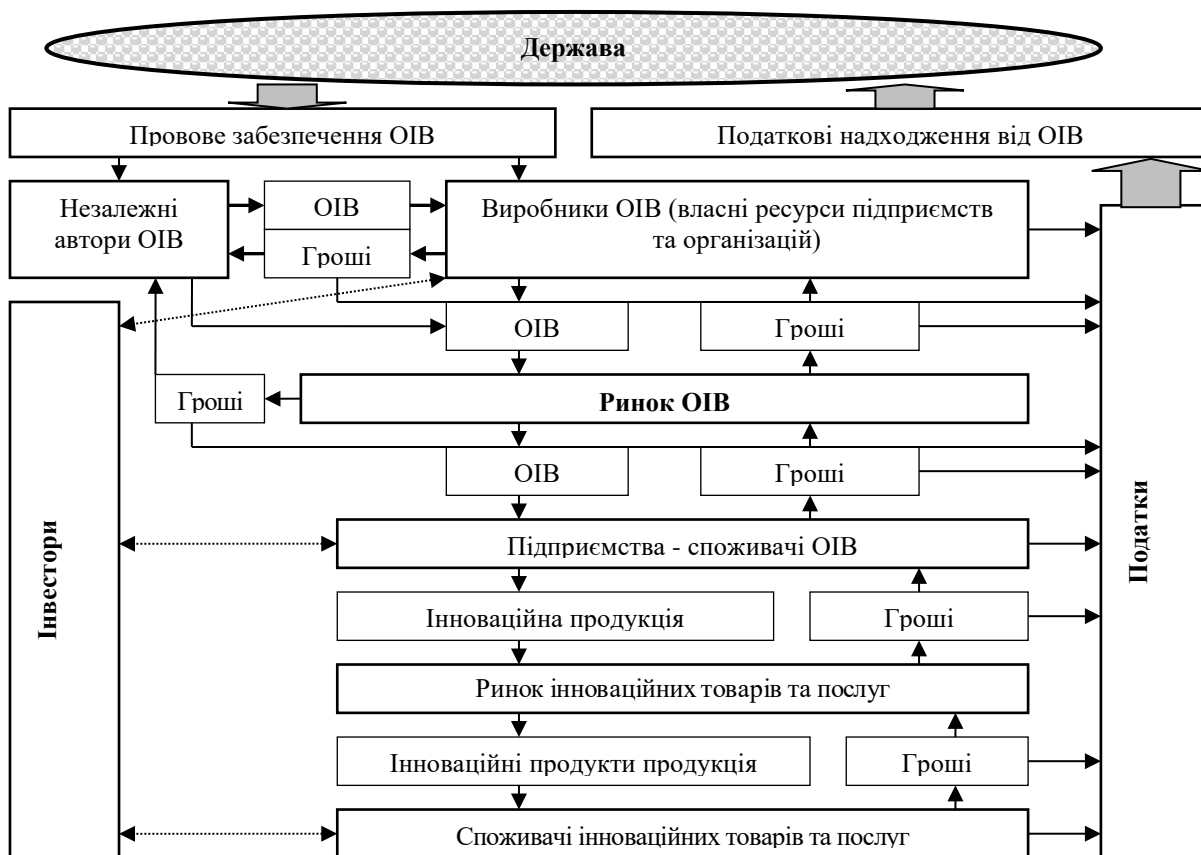 Держава
Провове забезпечення ОІВ
Податкові надходження від ОІВ
Незалежні
автори ОІВ
ОІВ
Гроші
Виробники ОІВ (власні ресурси підприємств
та організацій)
ОІВ
Гроші
Гроші
Ринок ОІВ
ОІВ
Гроші
Інвестори
Підприємства - споживачі ОІВ
Податки
Інноваційна продукція
Гроші
Ринок інноваційних товарів та послуг
Інноваційні продукти продукція
Гроші
Споживачі інноваційних товарів та послуг